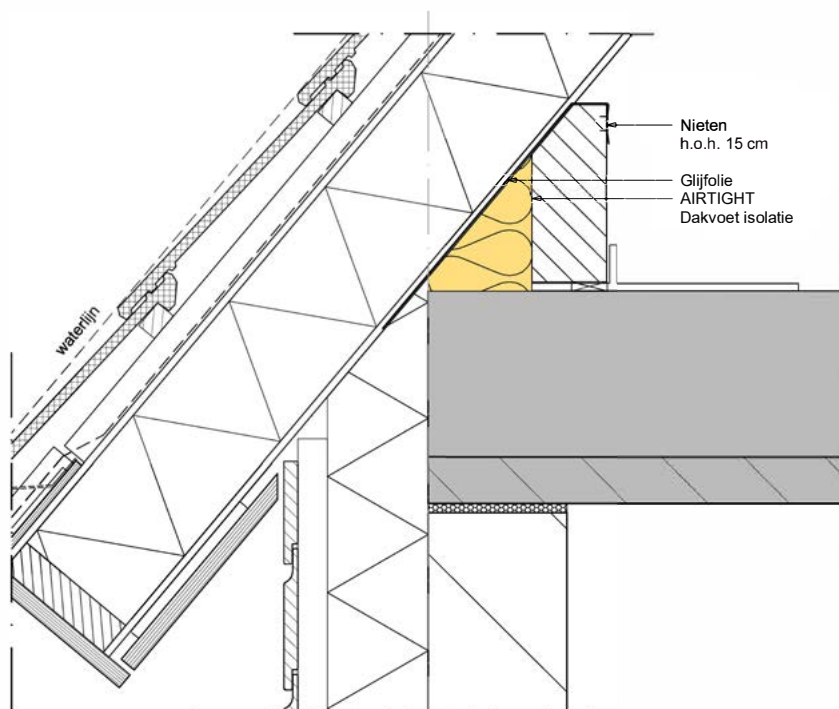 Nieten
h.o.h. 15 cm
Glijfolie
AIRTIGHT
Dakvoet isolatie
waterlijn